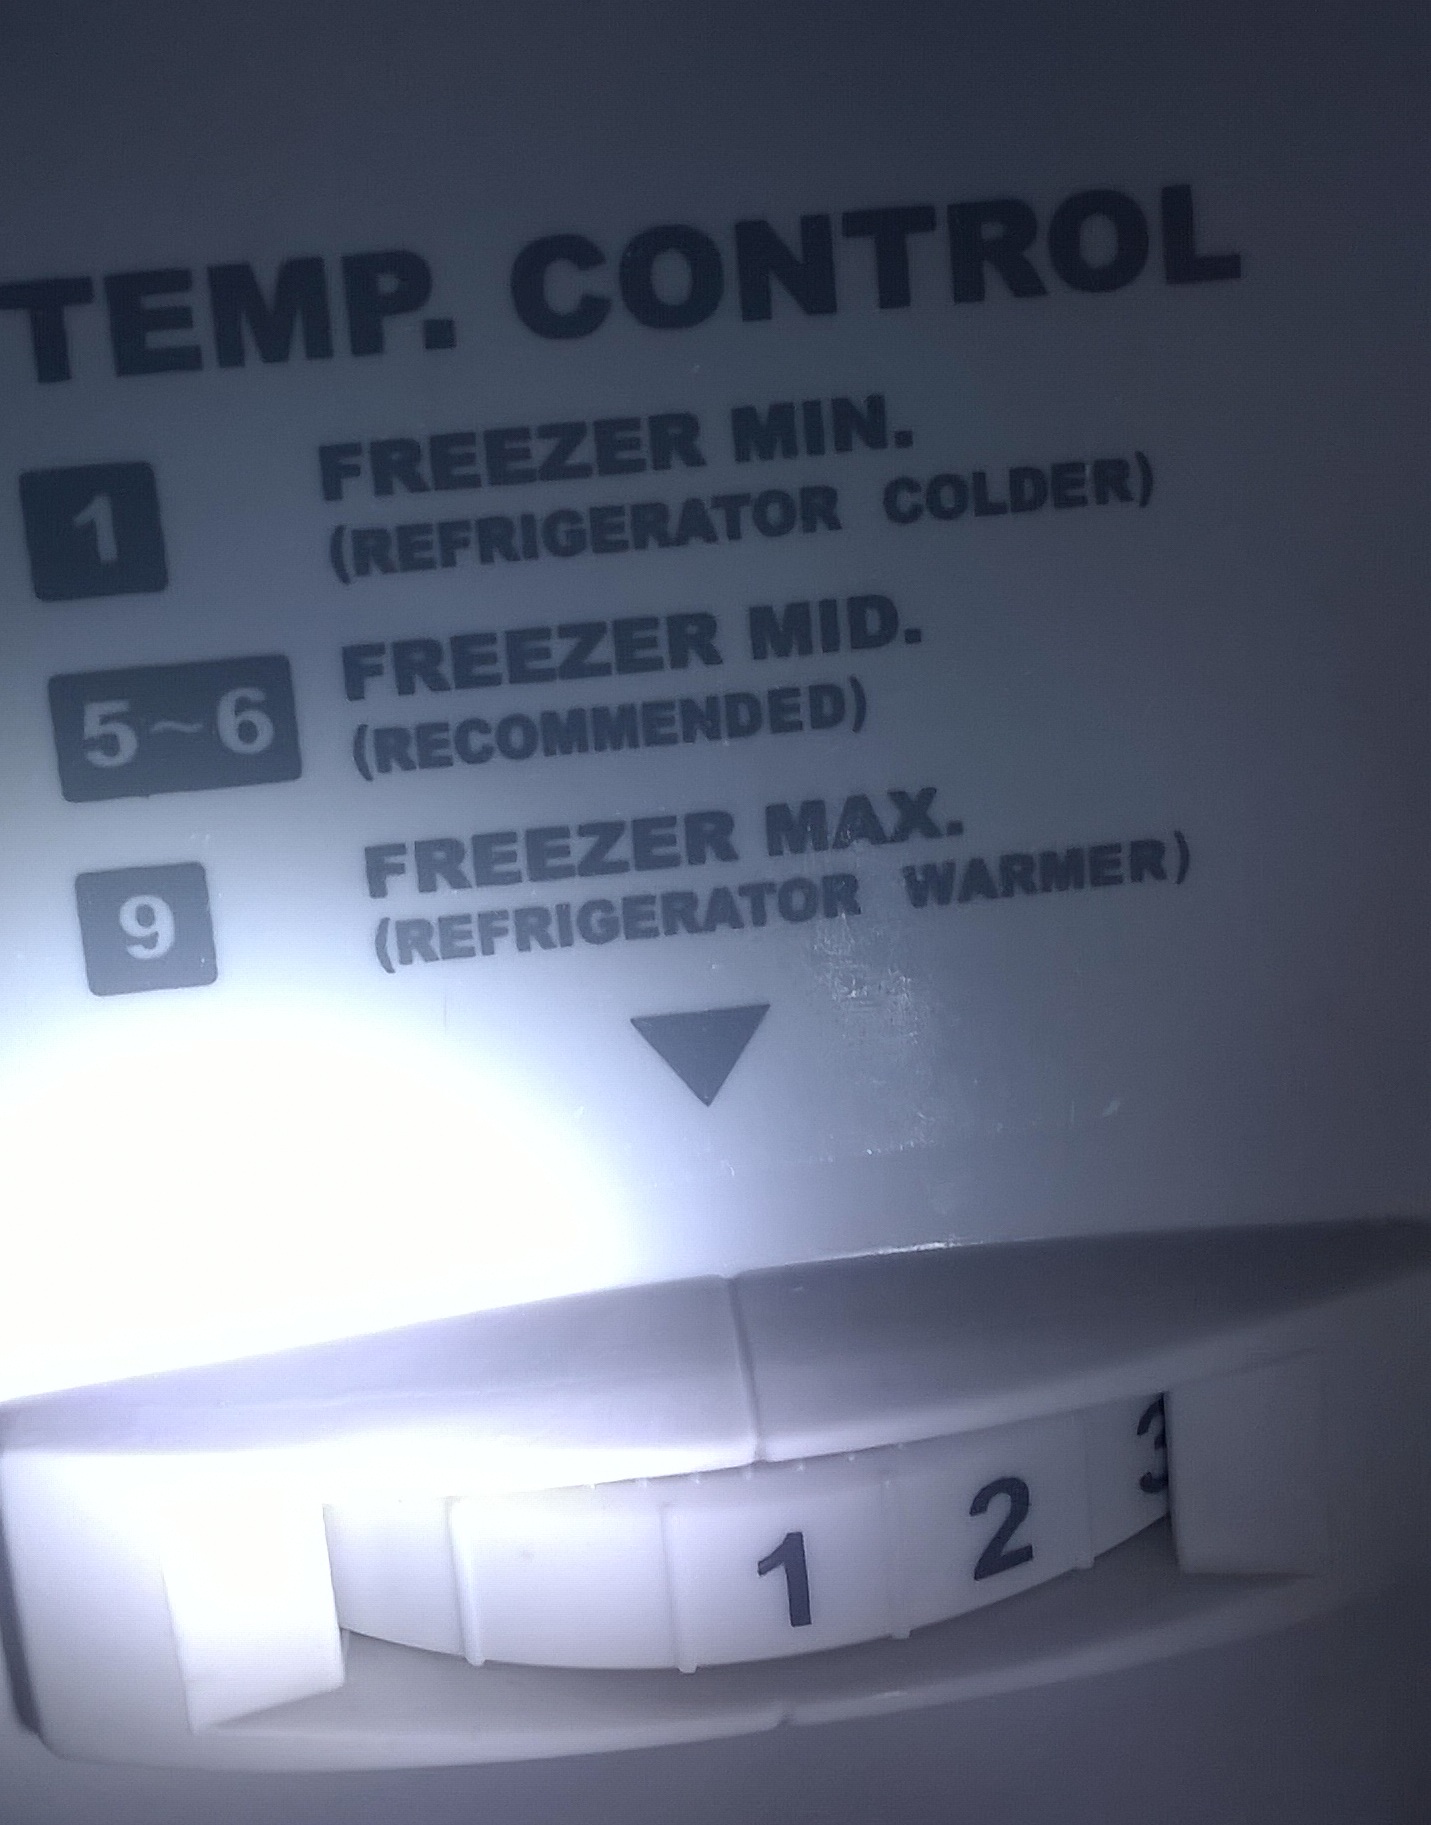 TEMP. CONTROL
1 FREEZER MIN.
(REFRIGERATOR COLDER)
5~6 FREEZER MID.
(RECOMMENDED)
9 FREEZER MAX.
(REFRIGERATOR WARMER)
1 2 3